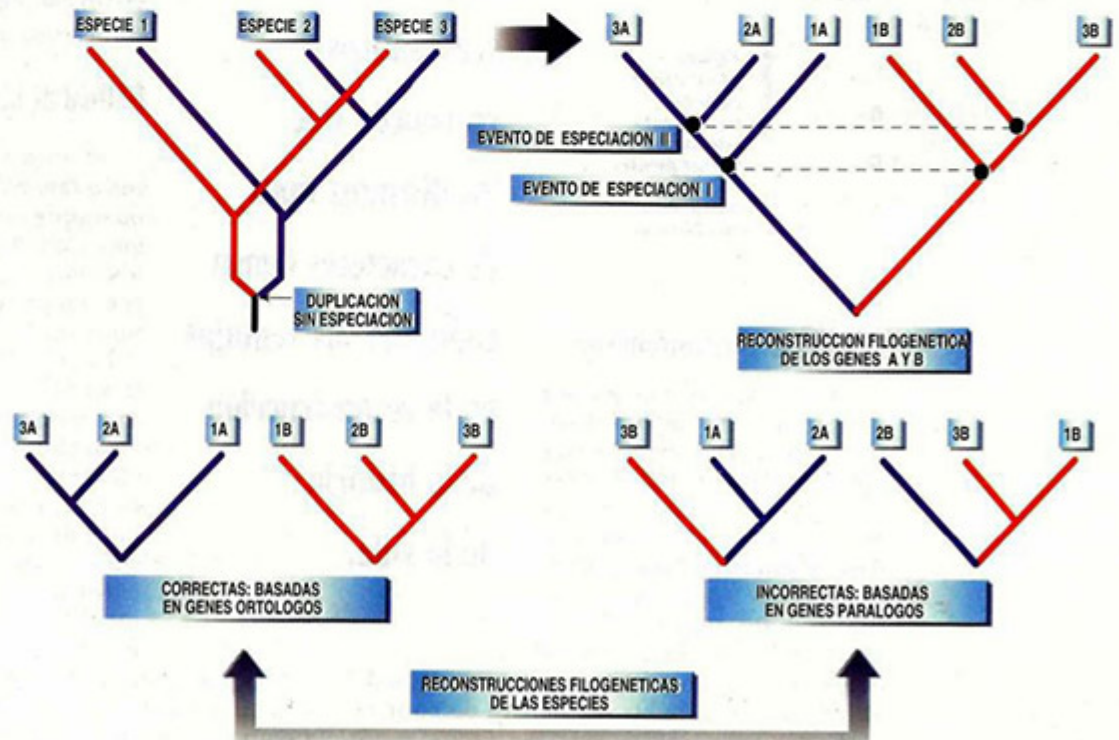 ESPECIE 1
ESPECIE 2
ESPECIE 3
3A
2A
1A
1B
2B
3B
EVENTO DE ESPECIACION II
EVENTO DE ESPECIACION I
DUPLICACION
SIN ESPECIACION
RECONSTRUCCION FILOGENETICA
DE LOS GENES A Y B
3A
2A
1A
1B
2B
3B
3B
1A
2A
2B
3B
1B
CORRECTAS: BASADAS
EN GENES ORTOLOGOS
INCORRECTAS: BASADAS
EN GENES PARALOGOS
RECONSTRUCCIONES FILOGENETICAS
DE LAS ESPECIES